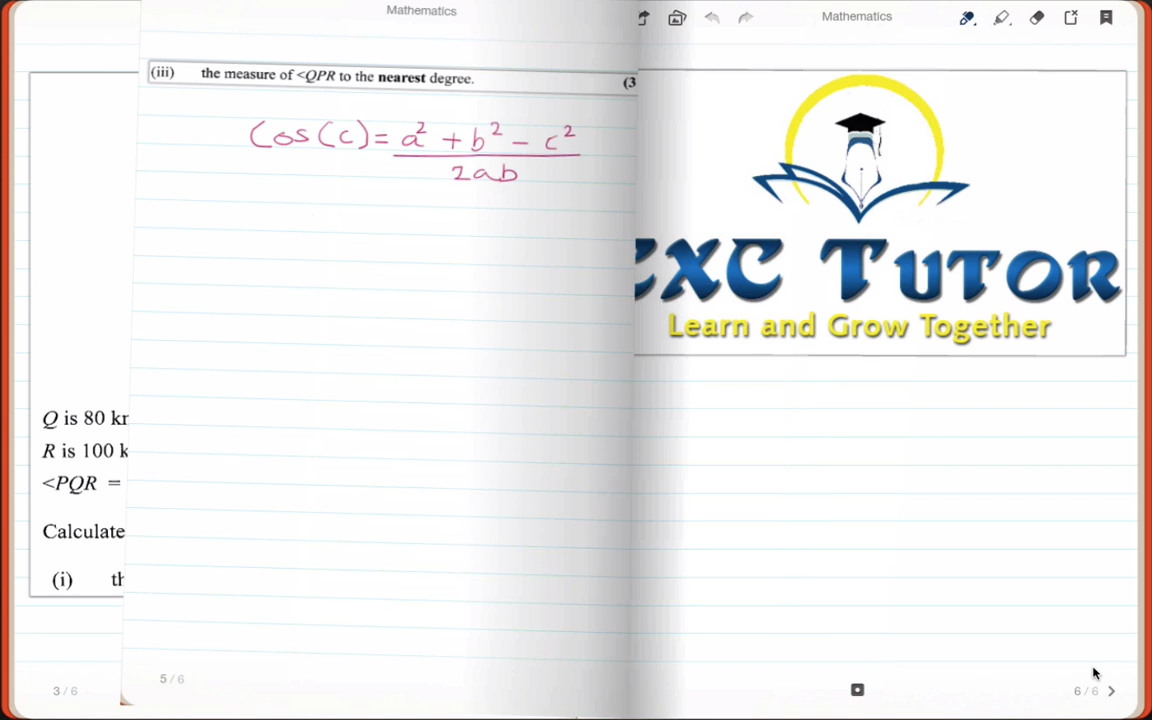 Mathematics
Mathematics
(iii) the measure of <QPR to the nearest degree.
(3
Cos(c) = a² + b² - c²
2ab
CXC TUTOR
Learn and Grow Together
Q is 80 kr
R is 100 k
<PQR =
Calculate
(i) th
3 / 6
5 / 6
6 / 6